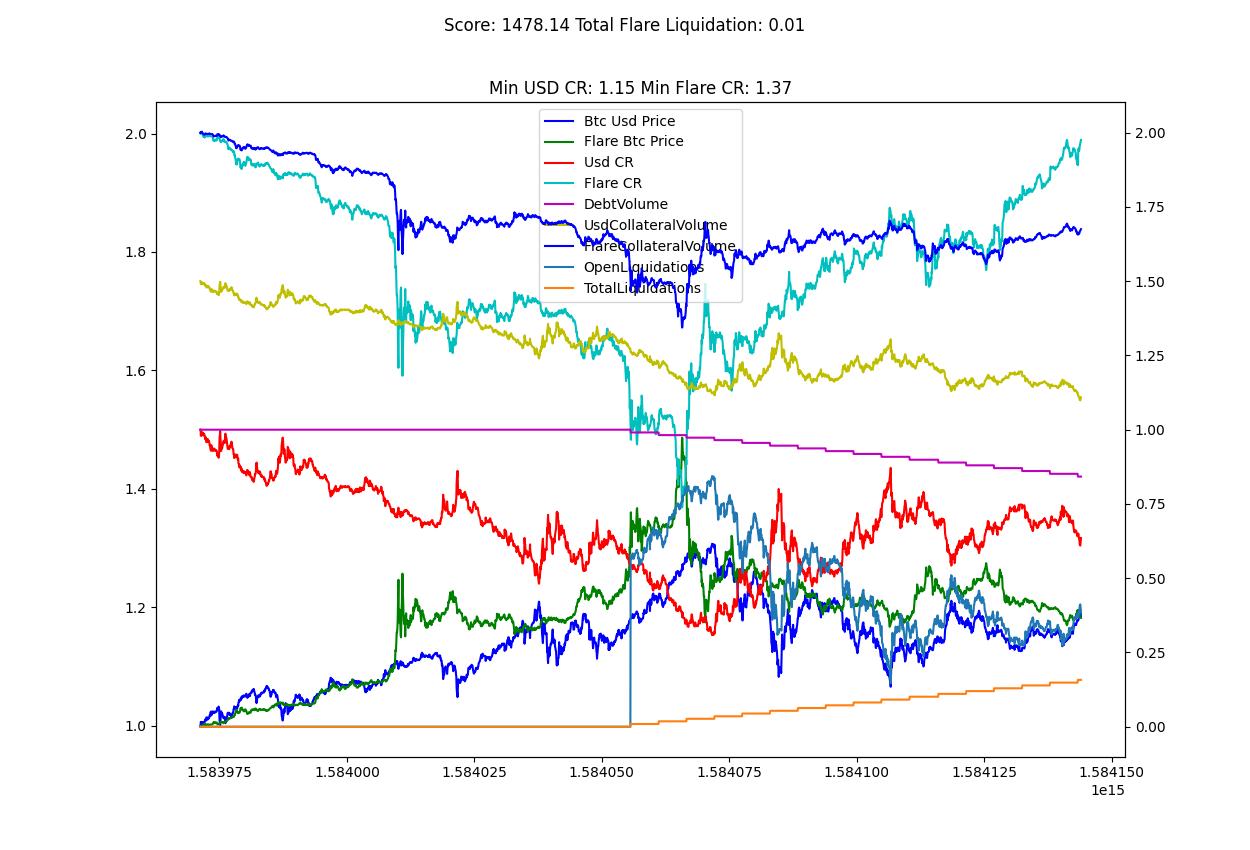 Score: 1478.14 Total Flare Liquidation: 0.01
Min USD CR: 1.15 Min Flare CR: 1.37
Btc Usd Price
Flare Btc Price
Usd CR
Flare CR
DebtVolume
UsdCollateralVolume
FlareCollateralVolume
OpenLiquidations
TotalLiquidations
2.0
1.8
1.6
1.4
1.2
1.0
2.00
1.75
1.50
1.25
1.00
0.75
0.50
0.25
0.00
1.583975 1.584000 1.584025 1.584050 1.584075 1.584100 1.584125 1.584150
1e15